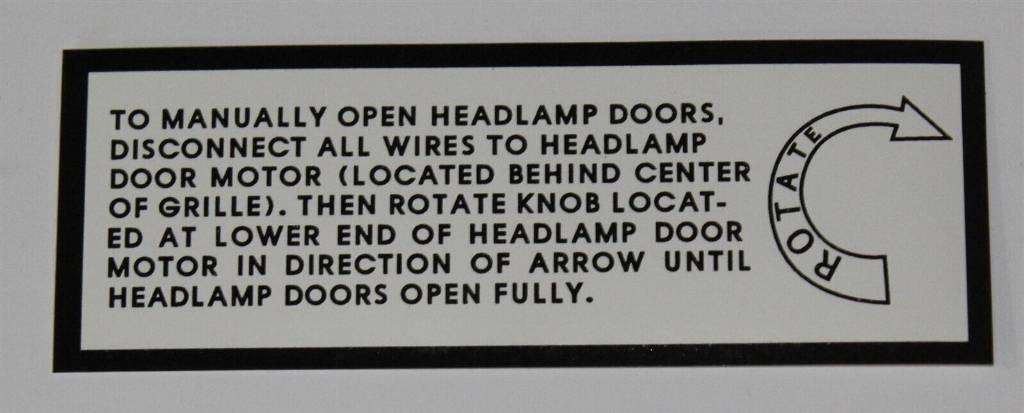 TO MANUALLY OPEN HEADLAMP DOORS,
DISCONNECT ALL WIRES TO HEADLAMP
DOOR MOTOR (LOCATED BEHIND CENTER
OF GRILLE). THEN ROTATE KNOB LOCAT-
ED AT LOWER END OF HEADLAMP DOOR
MOTOR IN DIRECTION OF ARROW UNTIL
HEADLAMP DOORS OPEN FULLY.
ROTATE